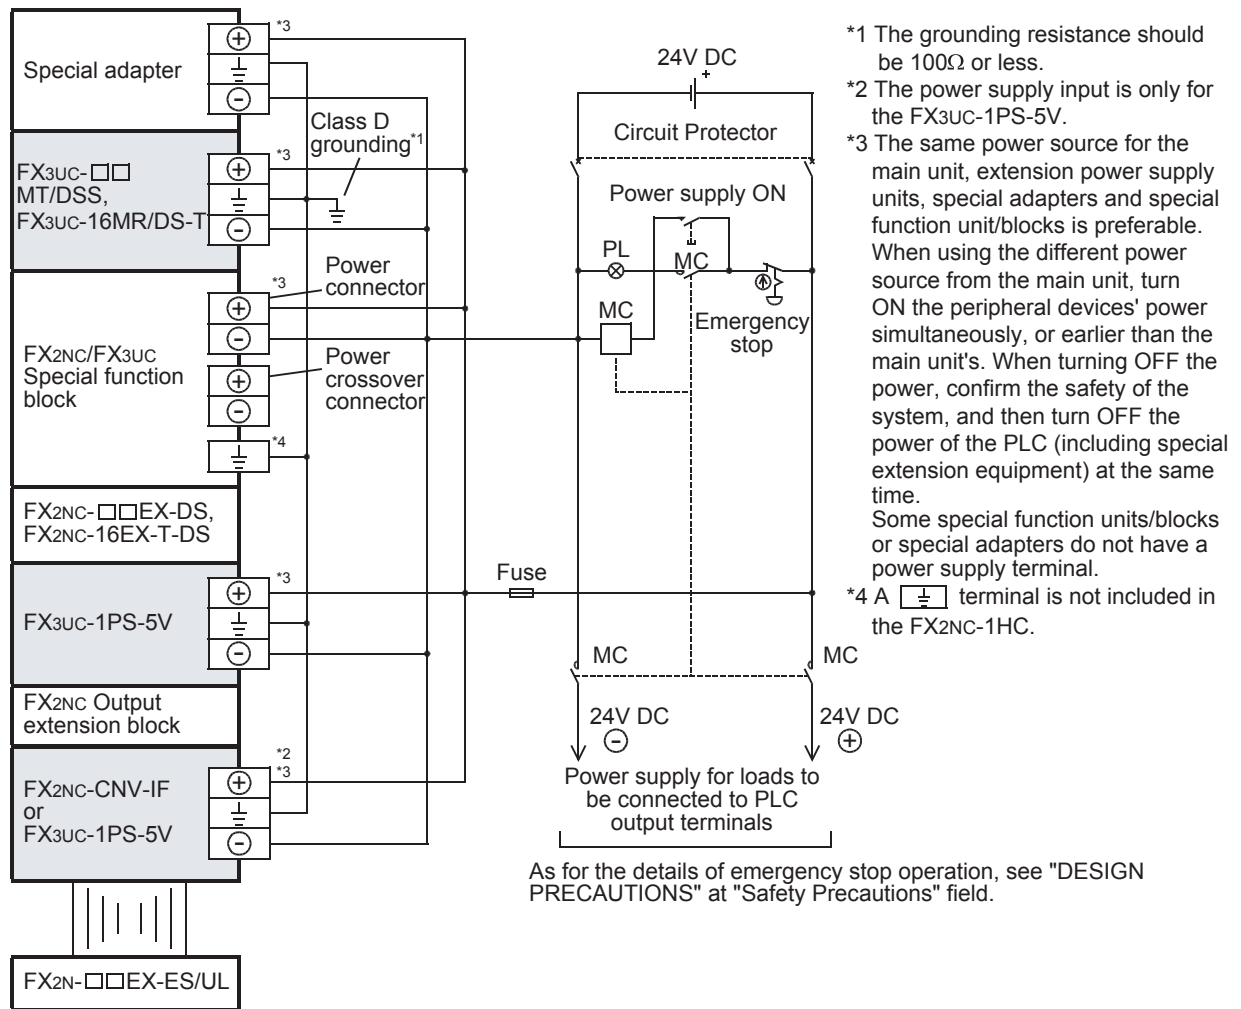 Special adapter
*3
FX3UC-□□
MT/DSS,
FX3UC-16MR/DS-T
*3
FX2NC/FX3UC
Special function
block
*3
*4
FX2NC-□□EX-DS,
FX2NC-16EX-T-DS
FX3UC-1PS-5V
*3
FX2NC Output
extension block
FX2NC-CNV-IF
or
FX3UC-1PS-5V
*2
*3
FX2N-□□EX-ES/UL
Class D
grounding*1
Power
connector
Power
crossover
connector
Fuse
24V DC
+
Circuit Protector
Power supply ON
PL
MC
MC
Emergency
stop
MC
MC
24V DC
24V DC
Power supply for loads to
be connected to PLC
output terminals
As for the details of emergency stop operation, see "DESIGN
PRECAUTIONS" at "Safety Precautions" field.
*1 The grounding resistance should
be 100Ω or less.
*2 The power supply input is only for
the FX3UC-1PS-5V.
*3 The same power source for the
main unit, extension power supply
units, special adapters and special
function unit/blocks is preferable.
When using the different power
source from the main unit, turn
ON the peripheral devices' power
simultaneously, or earlier than the
main unit's. When turning OFF the
power, confirm the safety of the
system, and then turn OFF the
power of the PLC (including special
extension equipment) at the same
time.
Some special function units/blocks
or special adapters do not have a
power supply terminal.
*4 A ⏚ terminal is not included in
the FX2NC-1HC.